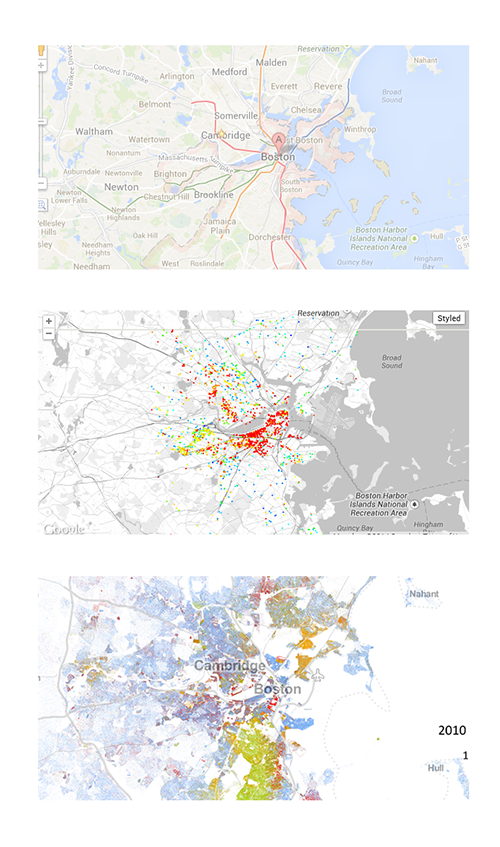 Reservation
Nahant
Malden
Yankee Division
Concord Turnpike
Arlington
Medford
Everett
Revere
Belmont
Chelsea
Broad
Sound
Somerville
Winthrop
Waltham
Watertown
Cambridge
A
East Boston
Nonantum
Massachusetts Turnpike
Boston
Auburndale
Newtonville
Brighton
Newton
Lower Falls
Newton
Chestnut Hill
Brookline
South
Boston
Newton
Highlands
Jamaica
Plain
Wellesley
Hills
Oak Hill
Dorchester
Boston Harbor
Islands National
Recreation Area
Hull
Needham
Heights
Needham
West
Roslindale
Quincy Bay
Hingham
Bay
Reservation
Styled
Broad
Sound
Boston Harbor
Islands National
Recreation Area
Google
Quincy Bay
Hingham
Nahant
Cambridge
Boston
2010
1
Hull